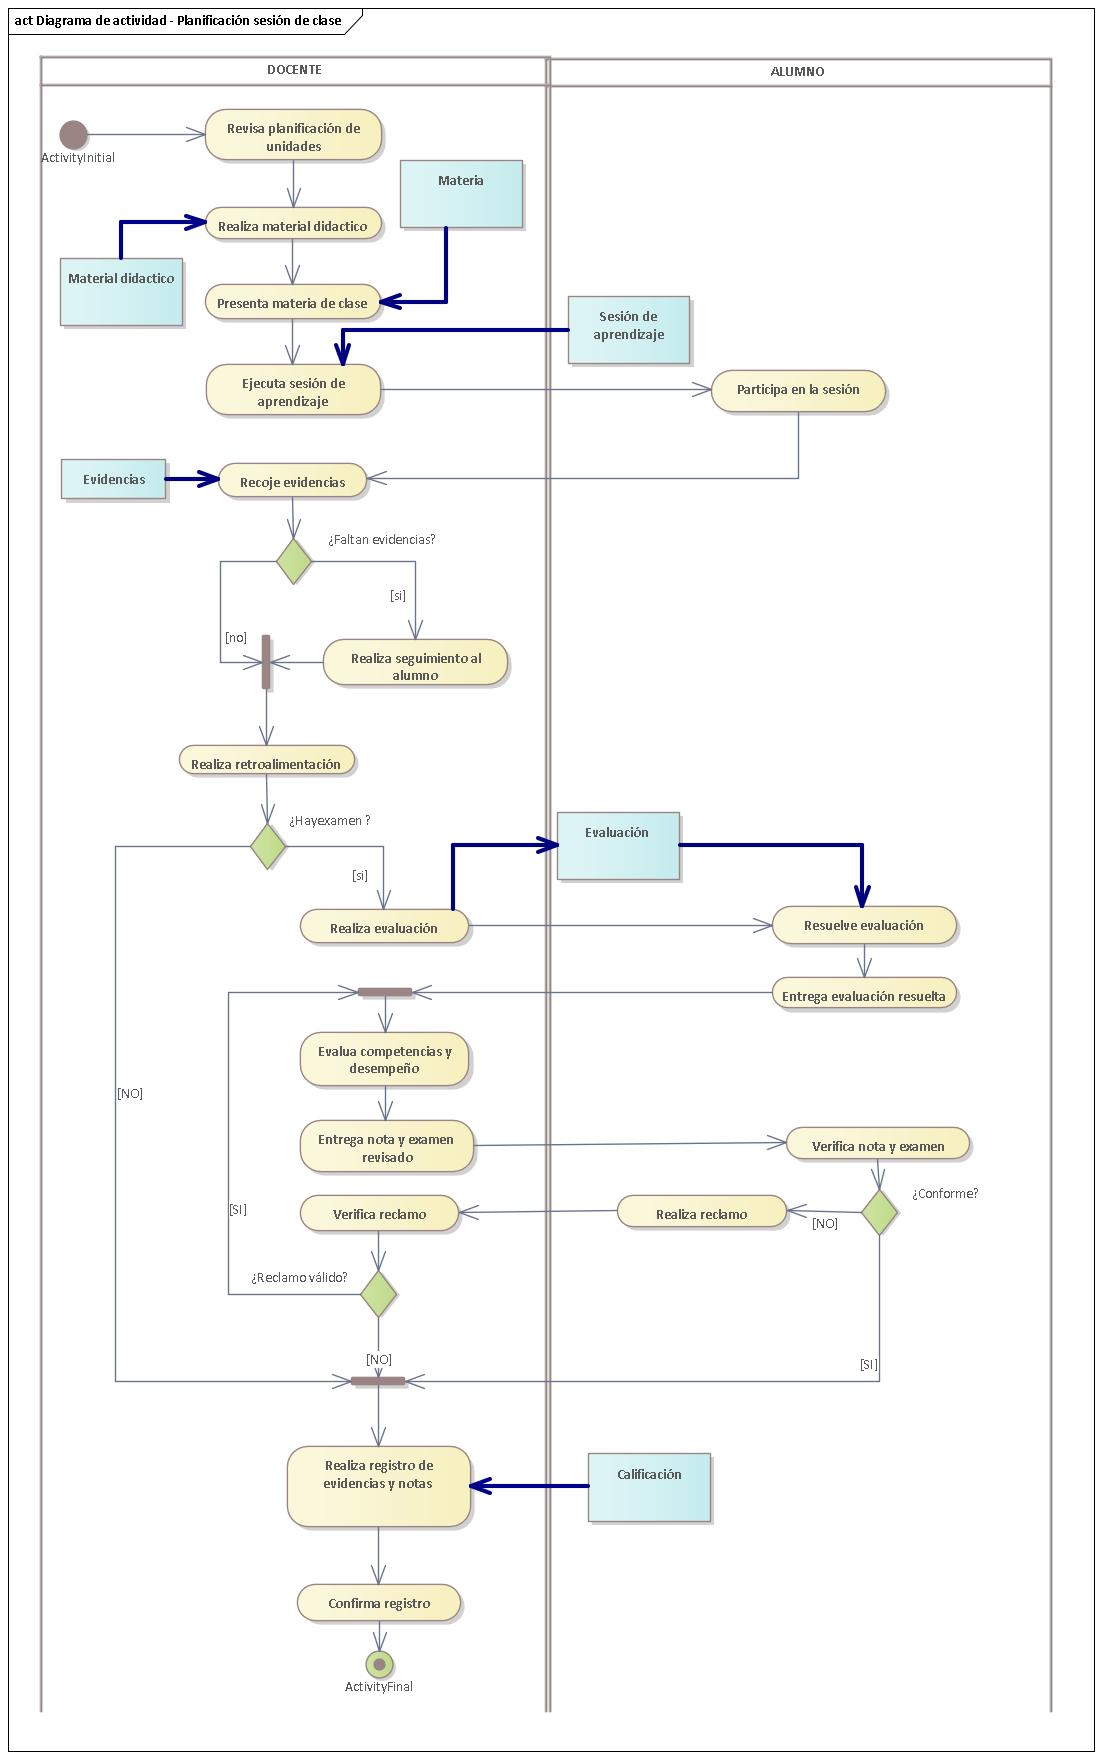 act Diagrama de actividad - Planificación sesión de clase
DOCENTE
ALUMNO
ActivityInitial
Revisa planificación de
unidades
Materia
Realiza material didactico
Material didactico
Presenta materia de clase
Sesión de
aprendizaje
Ejecuta sesión de
aprendizaje
Participa en la sesión
Evidencias
Recoje evidencias
¿Faltan evidencias?
[si]
[no]
Realiza seguimiento al
alumno
Realiza retroalimentación
¿Hayexamen ?
Evaluación
[si]
Realiza evaluación
Resuelve evaluación
Entrega evaluación resuelta
Evalua competencias y
desempeño
[NO]
Entrega nota y examen
revisado
Verifica nota y examen
¿Conforme?
[SI]
Verifica reclamo
Realiza reclamo
[NO]
¿Reclamo válido?
[NO]
[SI]
Realiza registro de
evidencias y notas
Calificación
Confirma registro
ActivityFinal